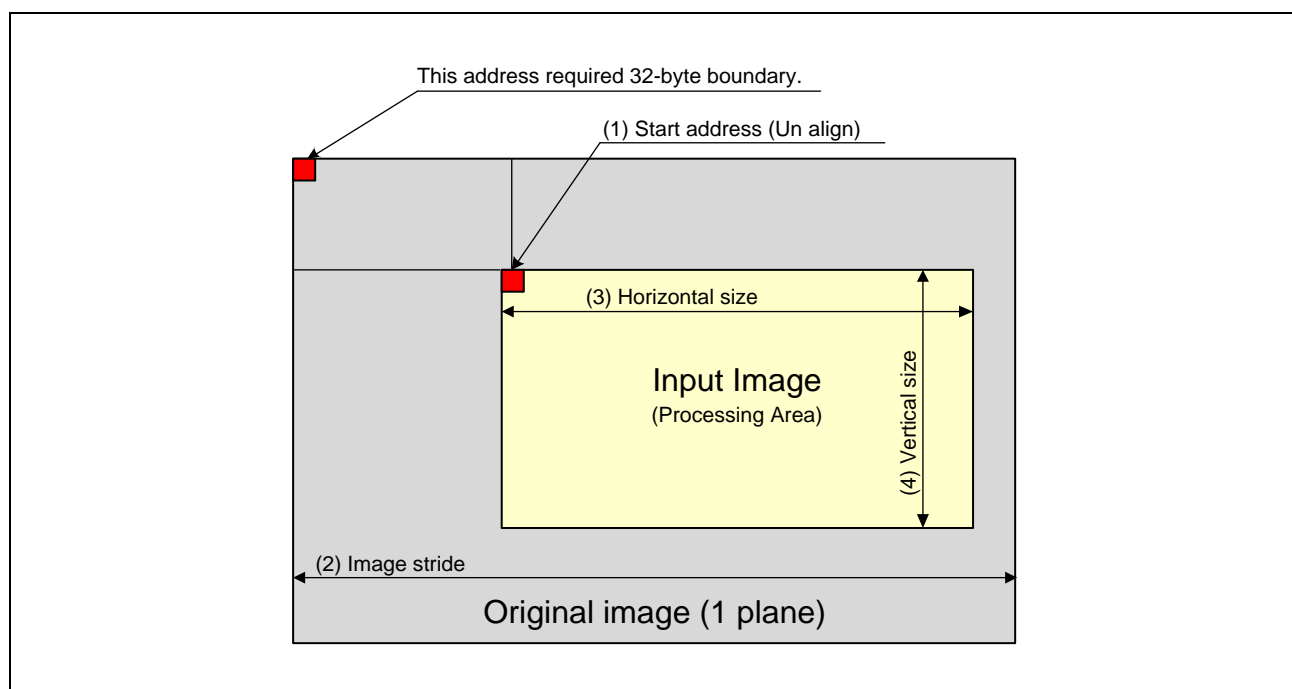 This address required 32-byte boundary.
(1) Start address (Un align)
(3) Horizontal size
Input Image
(Processing Area)
(4) Vertical size
(2) Image stride
Original image (1 plane)